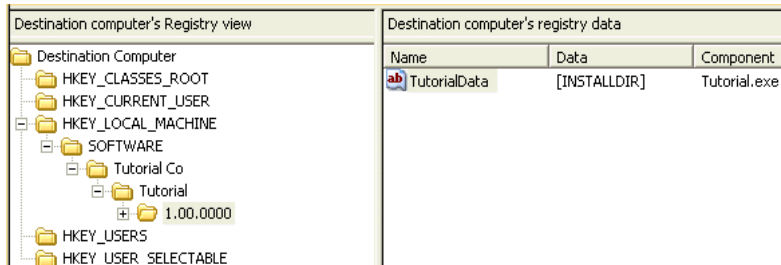 Destination computer's Registry view
Destination Computer
HKEY_CLASSES_ROOT
HKEY_CURRENT_USER
HKEY_LOCAL_MACHINE
SOFTWARE
Tutorial Co
Tutorial
1.00.0000
HKEY_USERS
HKEY_USER_SELECTABLE
Destination computer's registry data
Name Data Component
ab TutorialData [INSTALLDIR] Tutorial.exe